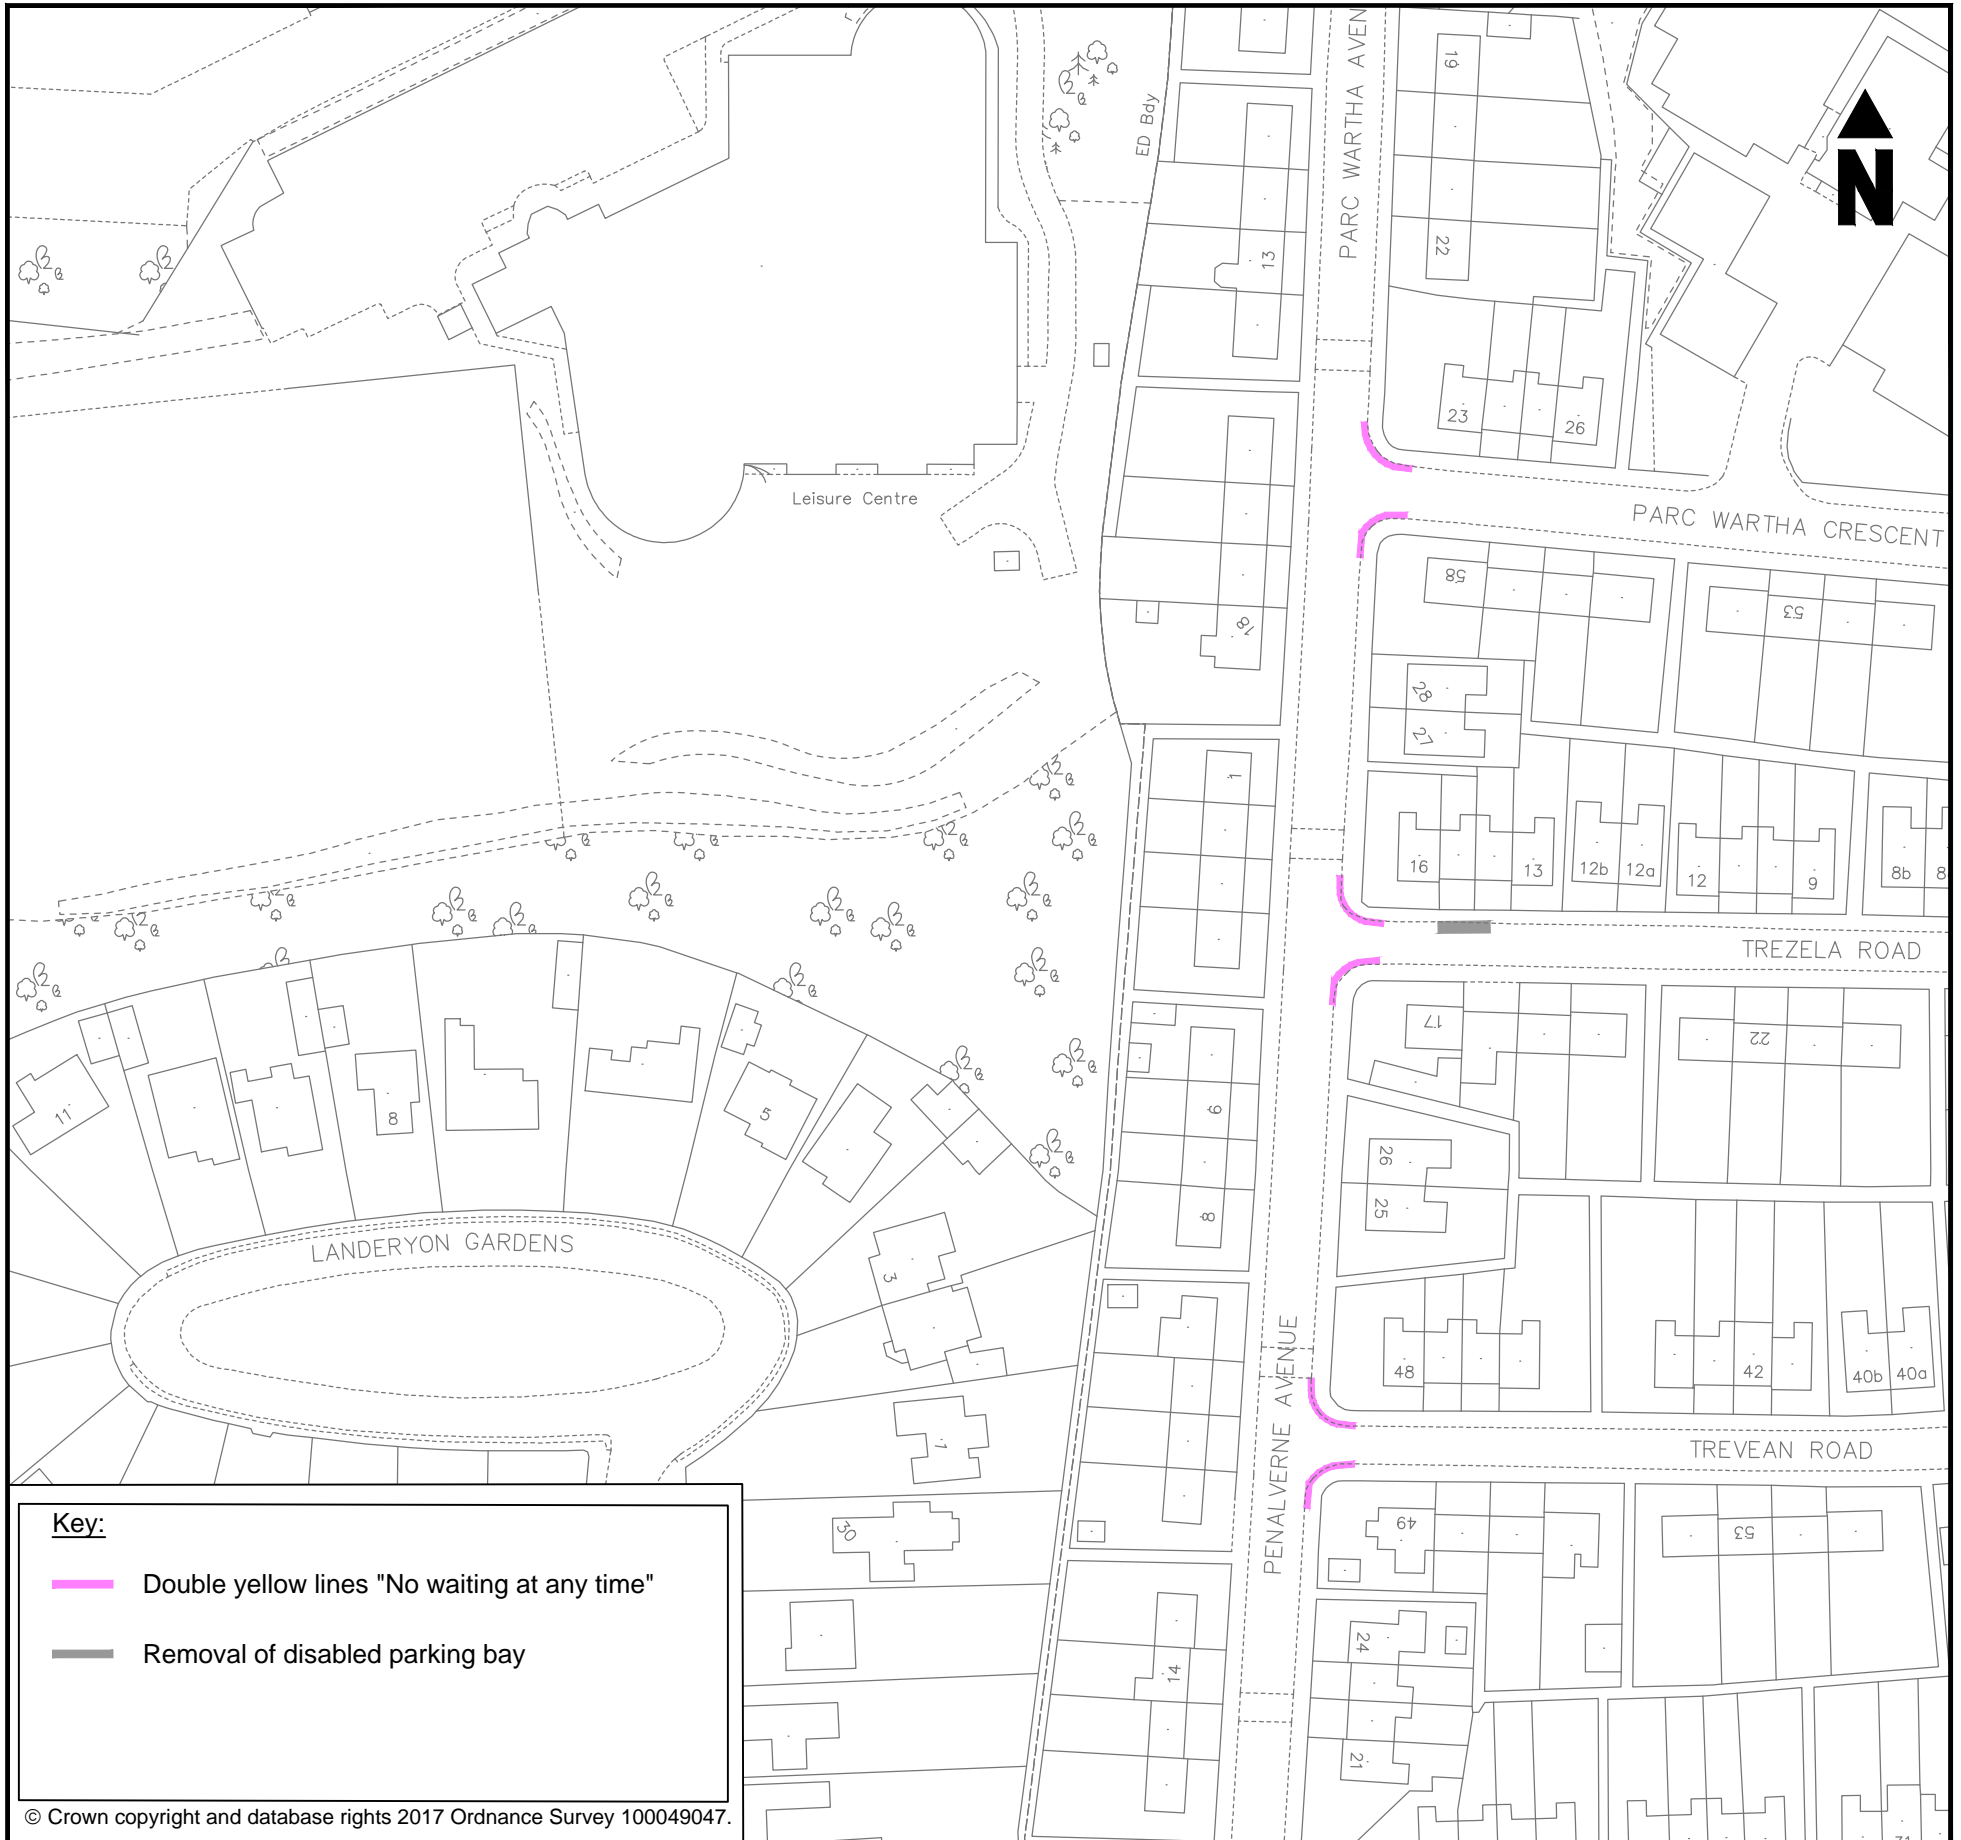 PARC WARTHA AVEN
19
ED Bdy
N
22
13
23
26
Leisure Centre
PARC WARTHA CRESCENT
58
53
18
28
27
1
16
13
12b
12a
12
9
8b
8
TREZELA ROAD
17
22
11
8
5
6
26
25
8
LANDERYON GARDENS
3
PENALVERNE AVENUE
48
42
40b
40a
1
TREVEAN ROAD
49
53
30
24
14
21
Key:
Double yellow lines "No waiting at any time"
Removal of disabled parking bay
© Crown copyright and database rights 2017 Ordnance Survey 100049047.